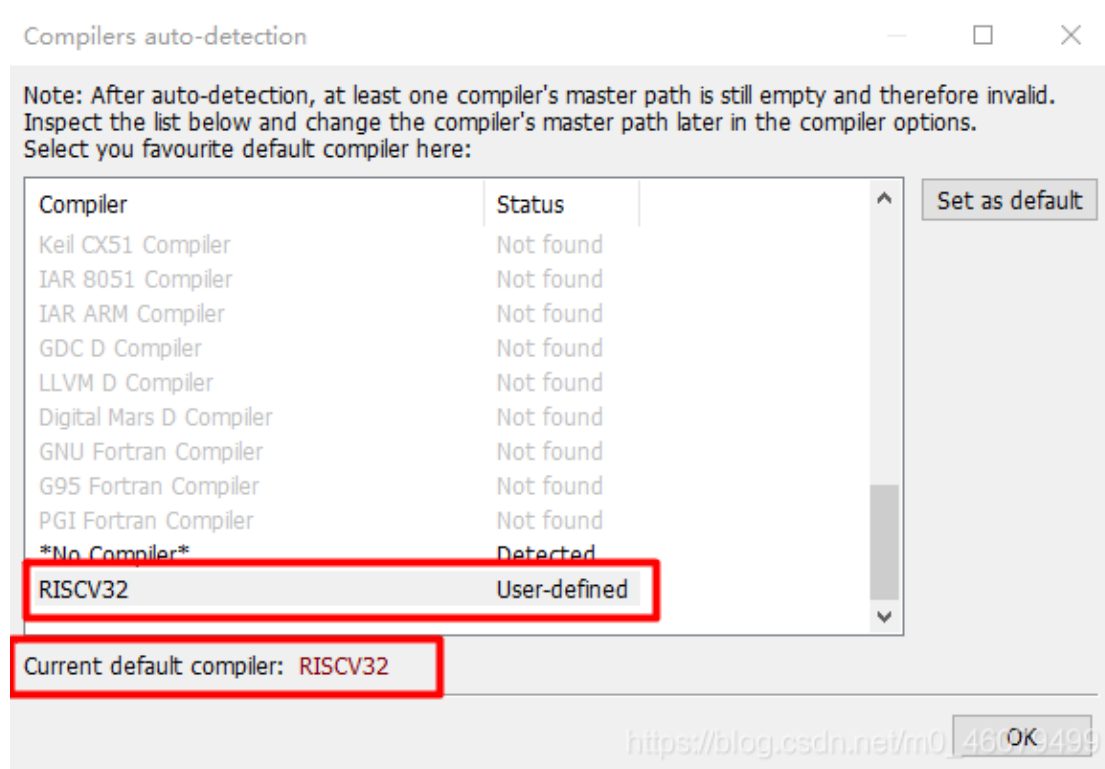 Compilers auto-detection
Note: After auto-detection, at least one compiler's master path is still empty and therefore invalid.
Inspect the list below and change the compiler's master path later in the compiler options.
Select you favourite default compiler here:
Compiler Status
Set as default
Keil CX51 Compiler Not found
IAR 8051 Compiler Not found
IAR ARM Compiler Not found
GDC D Compiler Not found
LLVM D Compiler Not found
Digital Mars D Compiler Not found
GNU Fortran Compiler Not found
G95 Fortran Compiler Not found
PGI Fortran Compiler Not found
*No Compiler* Detected
RISCV32 User-defined
Current default compiler: RISCV32
OK
https://blog.csdn.net/m0_46079499